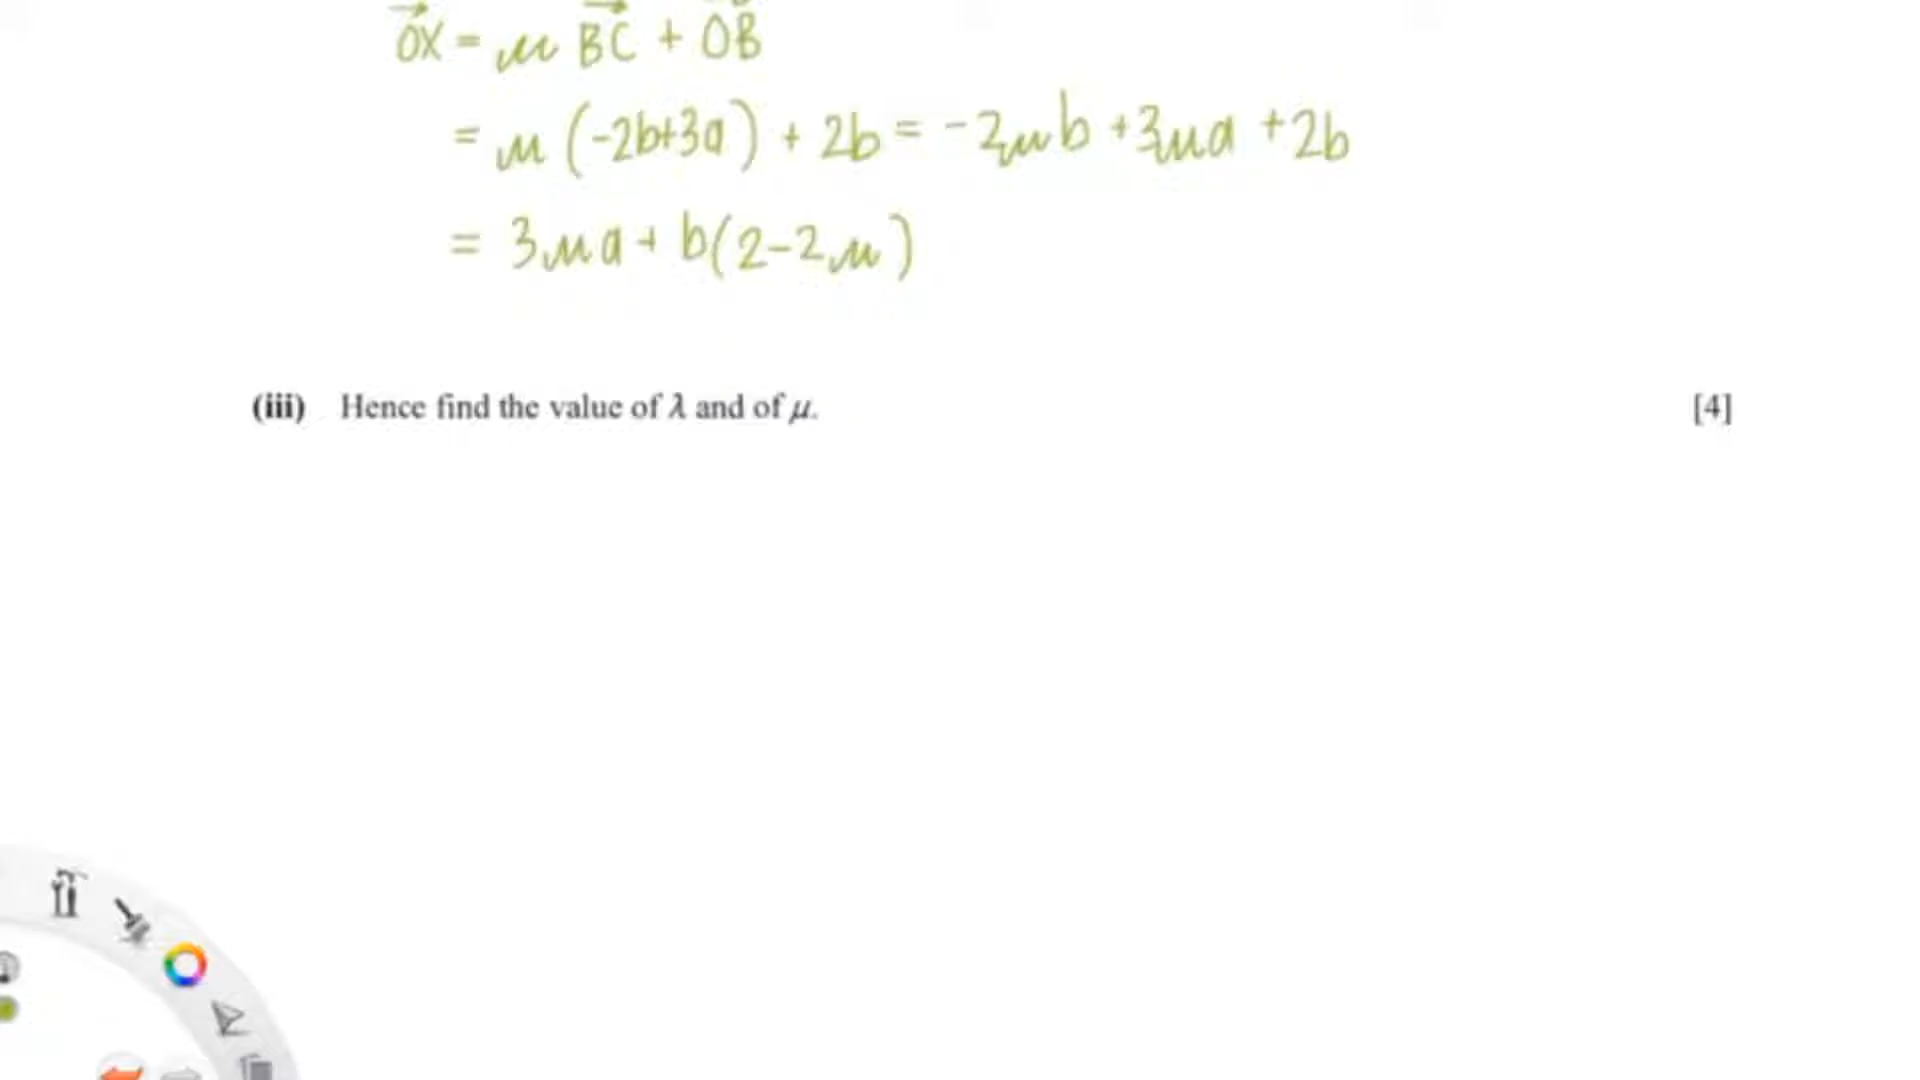 OX = μ BC + OB
= μ (-2b+3a) + 2b = -2μb +3μa +2b
= 3μa + b(2-2μ)
(iii) Hence find the value of λ and of μ. [4]